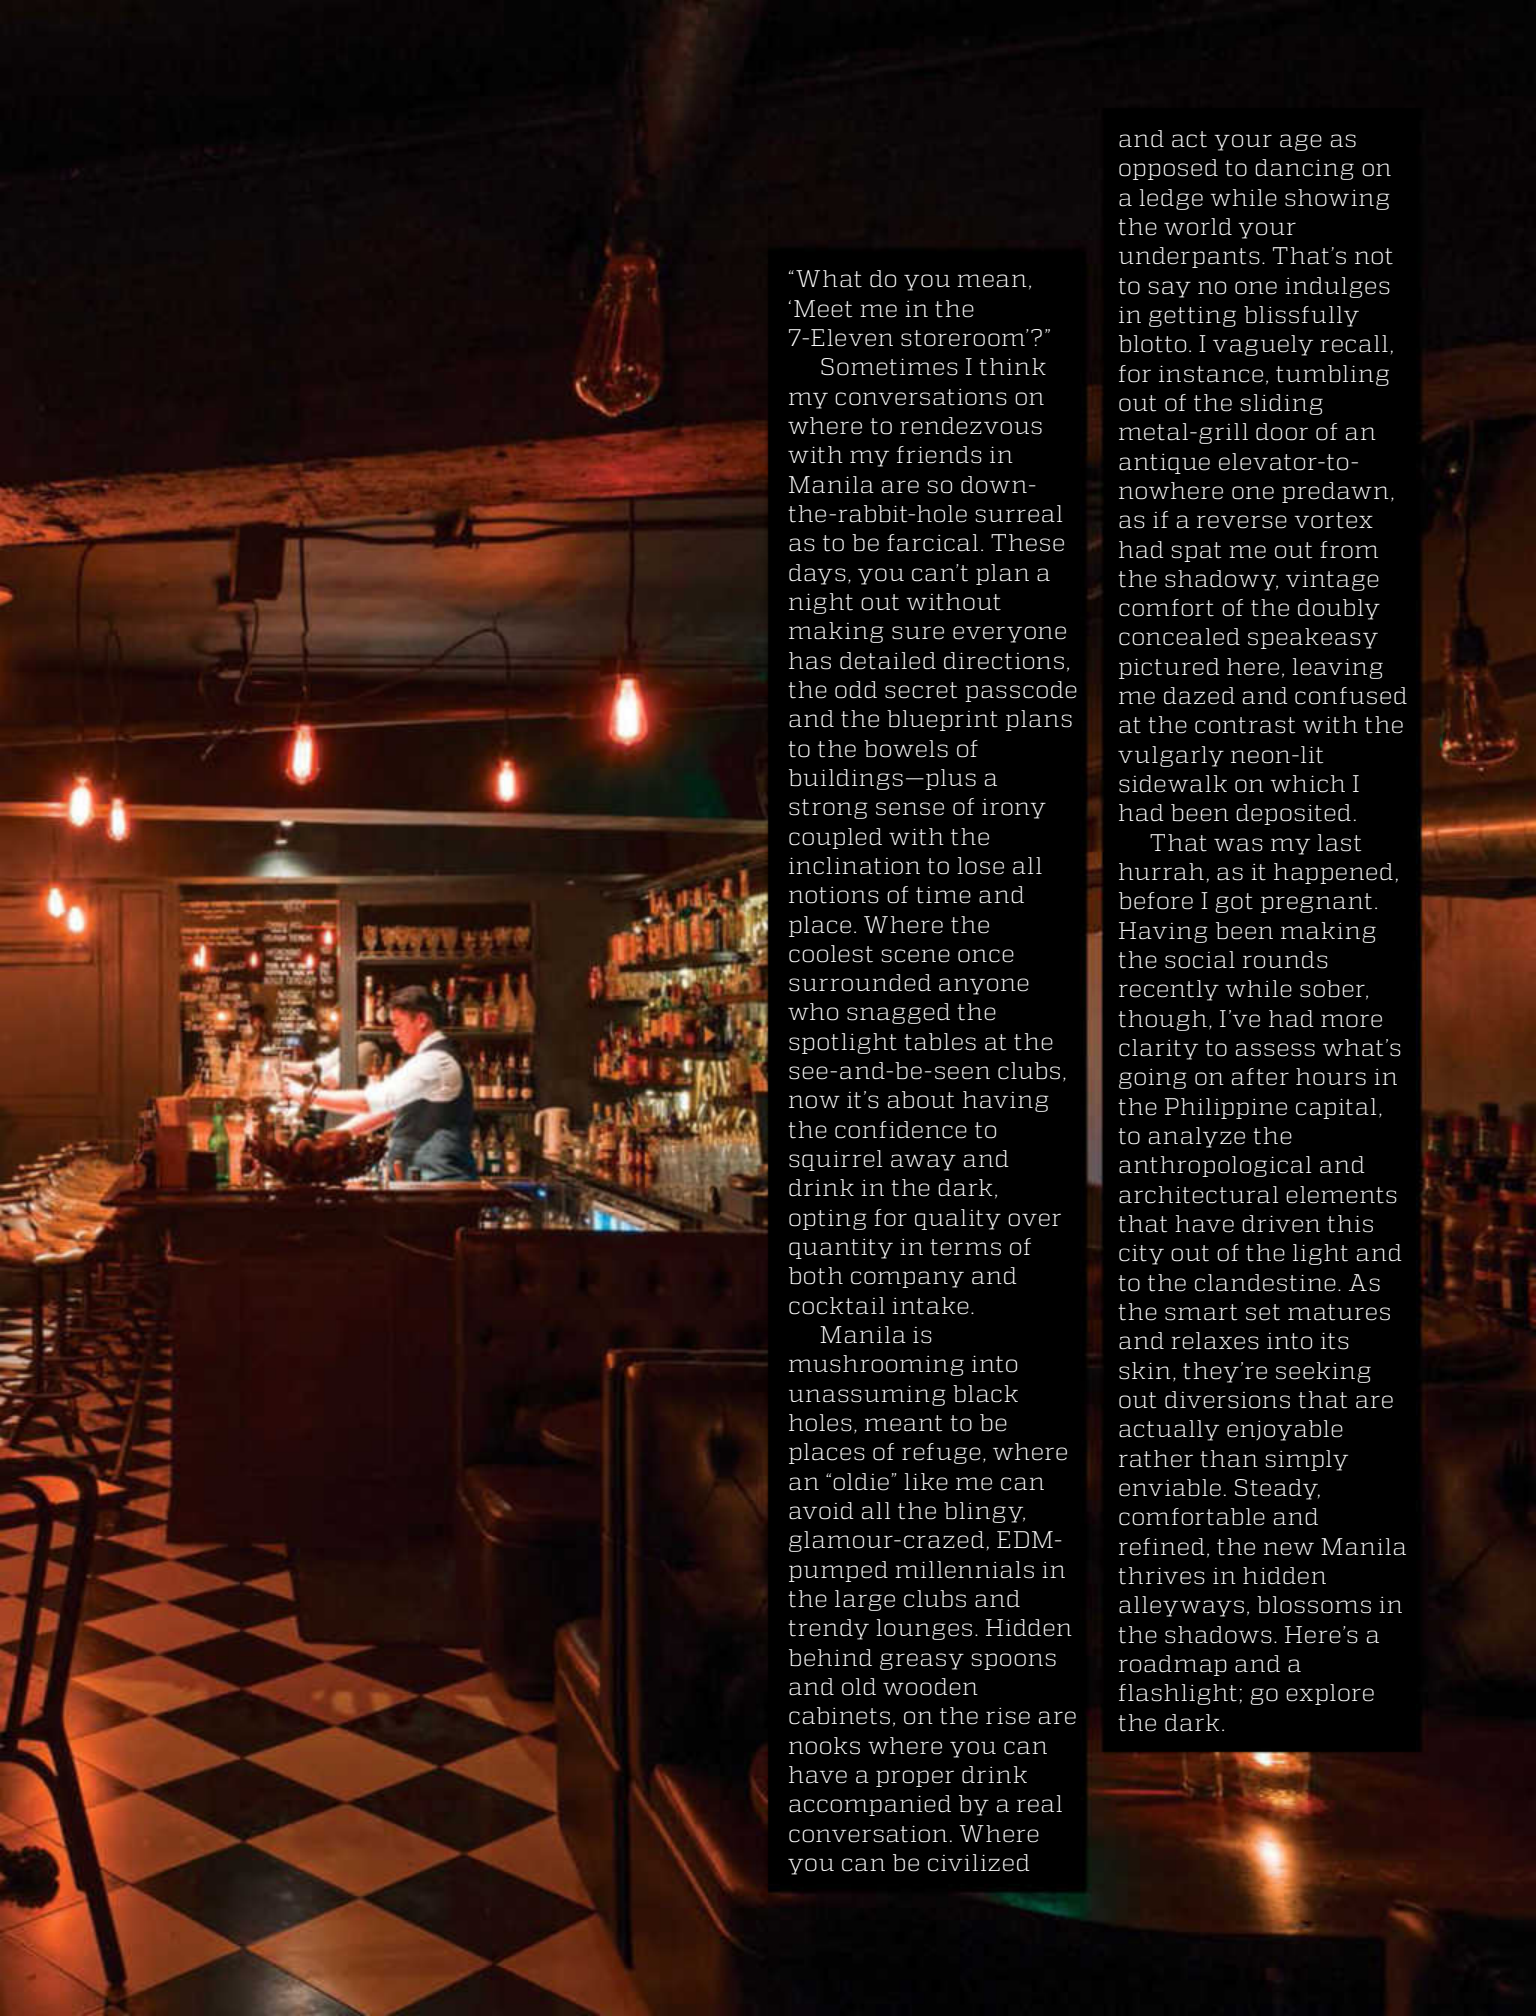 “What do you mean,
‘Meet me in the
7-Eleven storeroom’?”
Sometimes I think
my conversations on
where to rendezvous
with my friends in
Manila are so down-
the-rabbit-hole surreal
as to be farcical. These
days, you can’t plan a
night out without
making sure everyone
has detailed directions,
the odd secret passcode
and the blueprint plans
to the bowels of
buildings—plus a
strong sense of irony
coupled with the
inclination to lose all
notions of time and
place. Where the
coolest scene once
surrounded anyone
who snagged the
spotlight tables at the
see-and-be-seen clubs,
now it’s about having
the confidence to
squirrel away and
drink in the dark,
opting for quality over
quantity in terms of
both company and
cocktail intake.
Manila is
mushrooming into
unassuming black
holes, meant to be
places of refuge, where
an “oldie” like me can
avoid all the blingy,
glamour-crazed, EDM-
pumped millennials in
the large clubs and
trendy lounges. Hidden
behind greasy spoons
and old wooden
cabinets, on the rise are
nooks where you can
have a proper drink
accompanied by a real
conversation. Where
you can be civilized
and act your age as
opposed to dancing on
a ledge while showing
the world your
underpants. That’s not
to say no one indulges
in getting blissfully
blotto. I vaguely recall,
for instance, tumbling
out of the sliding
metal-grill door of an
antique elevator-to-
nowhere one predawn,
as if a reverse vortex
had spat me out from
the shadowy, vintage
comfort of the doubly
concealed speakeasy
pictured here, leaving
me dazed and confused
at the contrast with the
vulgarly neon-lit
sidewalk on which I
had been deposited.
That was my last
hurrah, as it happened,
before I got pregnant.
Having been making
the social rounds
recently while sober,
though, I’ve had more
clarity to assess what’s
going on after hours in
the Philippine capital,
to analyze the
anthropological and
architectural elements
that have driven this
city out of the light and
to the clandestine. As
the smart set matures
and relaxes into its
skin, they’re seeking
out diversions that are
actually enjoyable
rather than simply
enviable. Steady,
comfortable and
refined, the new Manila
thrives in hidden
alleyways, blossoms in
the shadows. Here’s a
roadmap and a
flashlight; go explore
the dark.